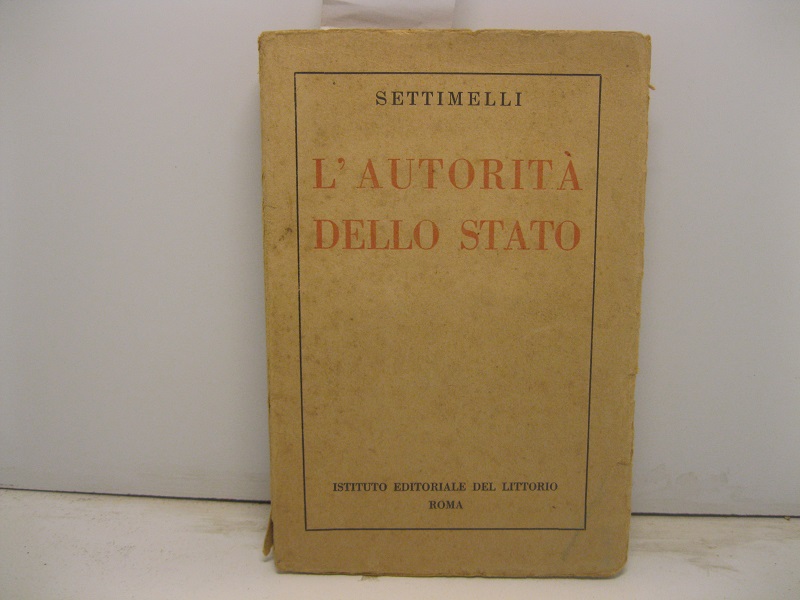 SETTIMELLI
L'AUTORITÀ
DELLO STATO
ISTITUTO EDITORIALE DEL LITTORIO
ROMA